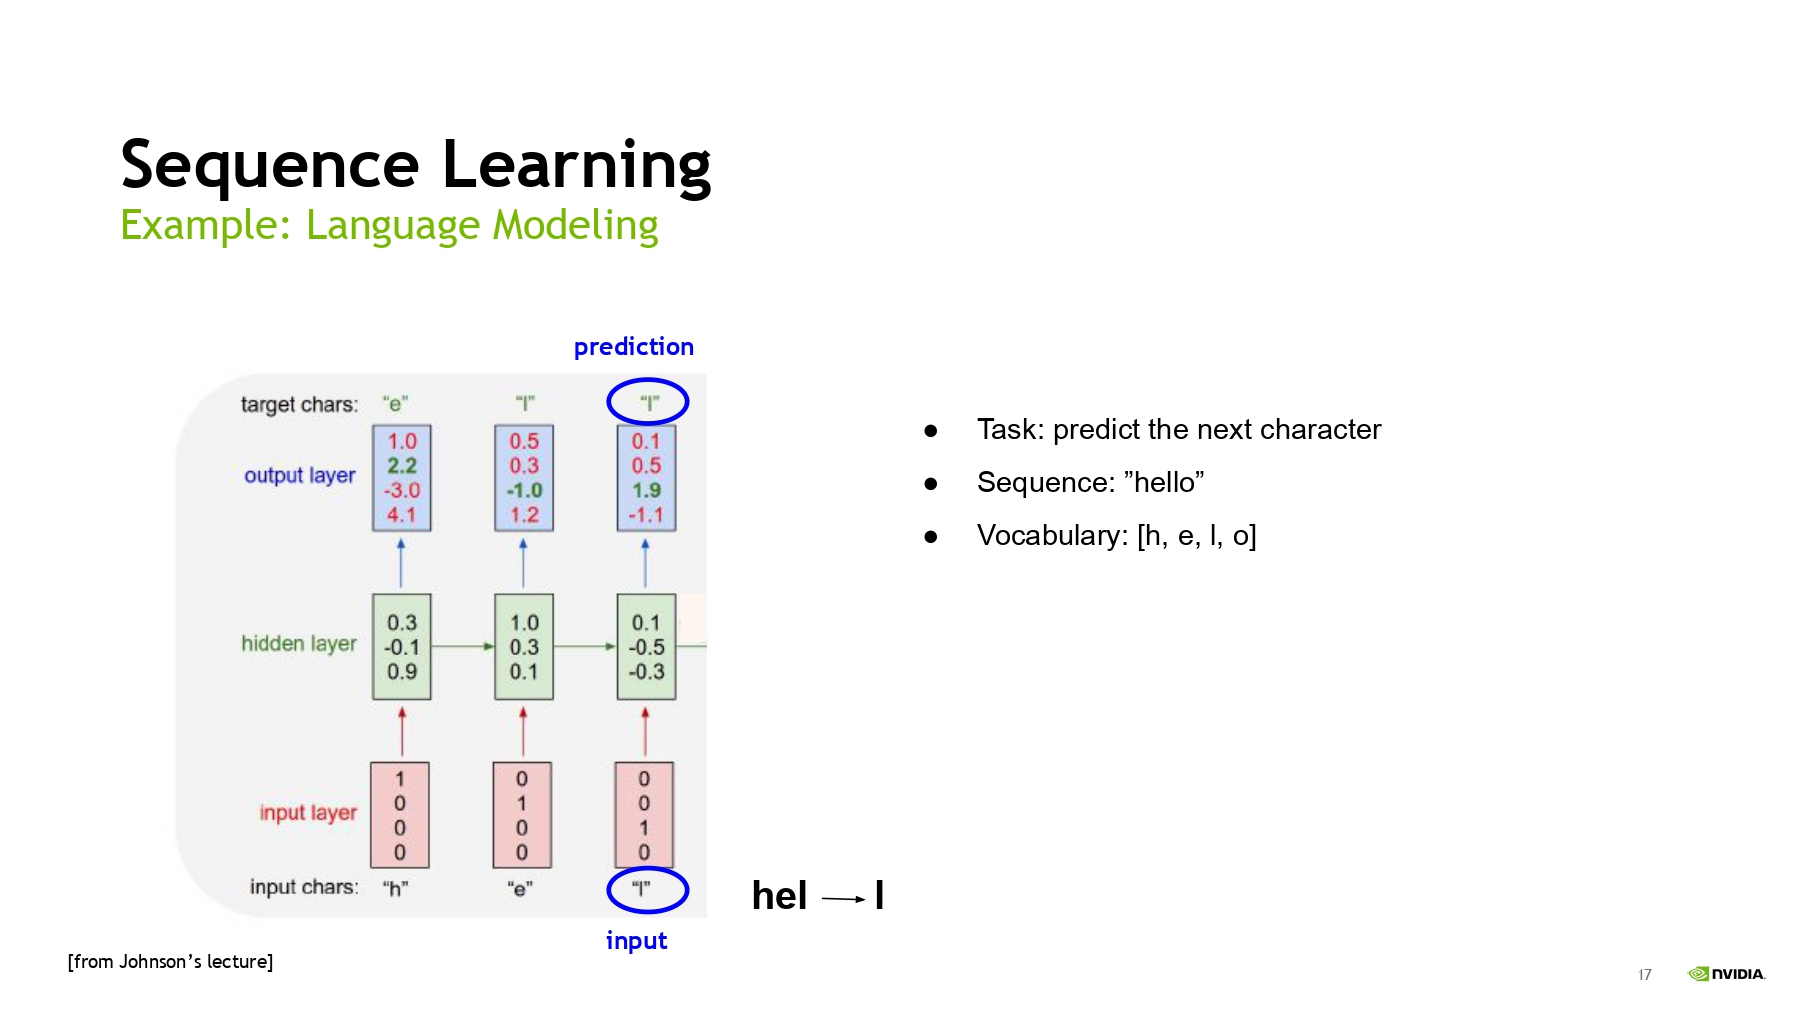 Sequence Learning
Example: Language Modeling
prediction
target chars: “e” “l” “l”
output layer
1.0 0.5 0.1
2.2 0.3 0.5
-3.0 -1.0 1.9
4.1 1.2 -1.1
hidden layer
0.3 1.0 0.1
-0.1 0.3 -0.5
0.9 0.1 -0.3
input layer
1 0 0
0 1 0
0 0 1
0 0 0
input chars: “h” “e” “l”
input
hel l
● Task: predict the next character
● Sequence: ”hello”
● Vocabulary: [h, e, l, o]
[from Johnson’s lecture]
17
NVIDIA.